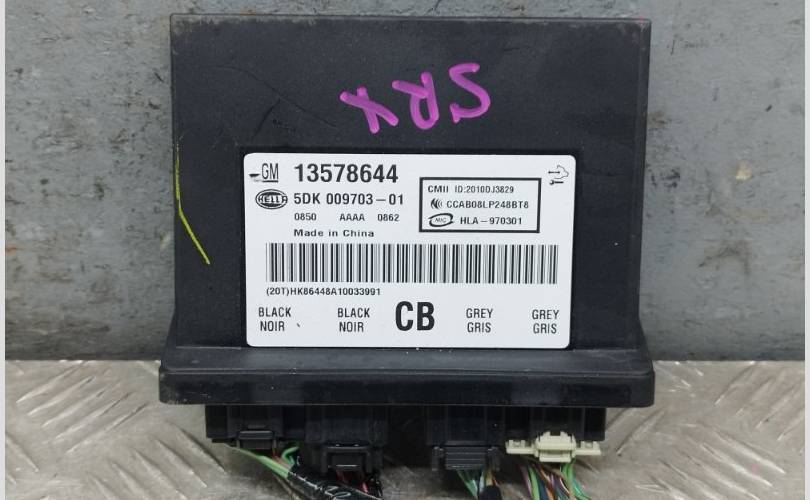 SRX
GM 13578644
HELLA 5DK 009703-01
0850 AAAA 0862
Made in China
CMII ID:2010DJ3829
CCAB08LP248BT8
MIC HLA-970301
(20T)HK86448A10033991
BLACK NOIR
BLACK NOIR
CB
GREY GRIS
GREY GRIS